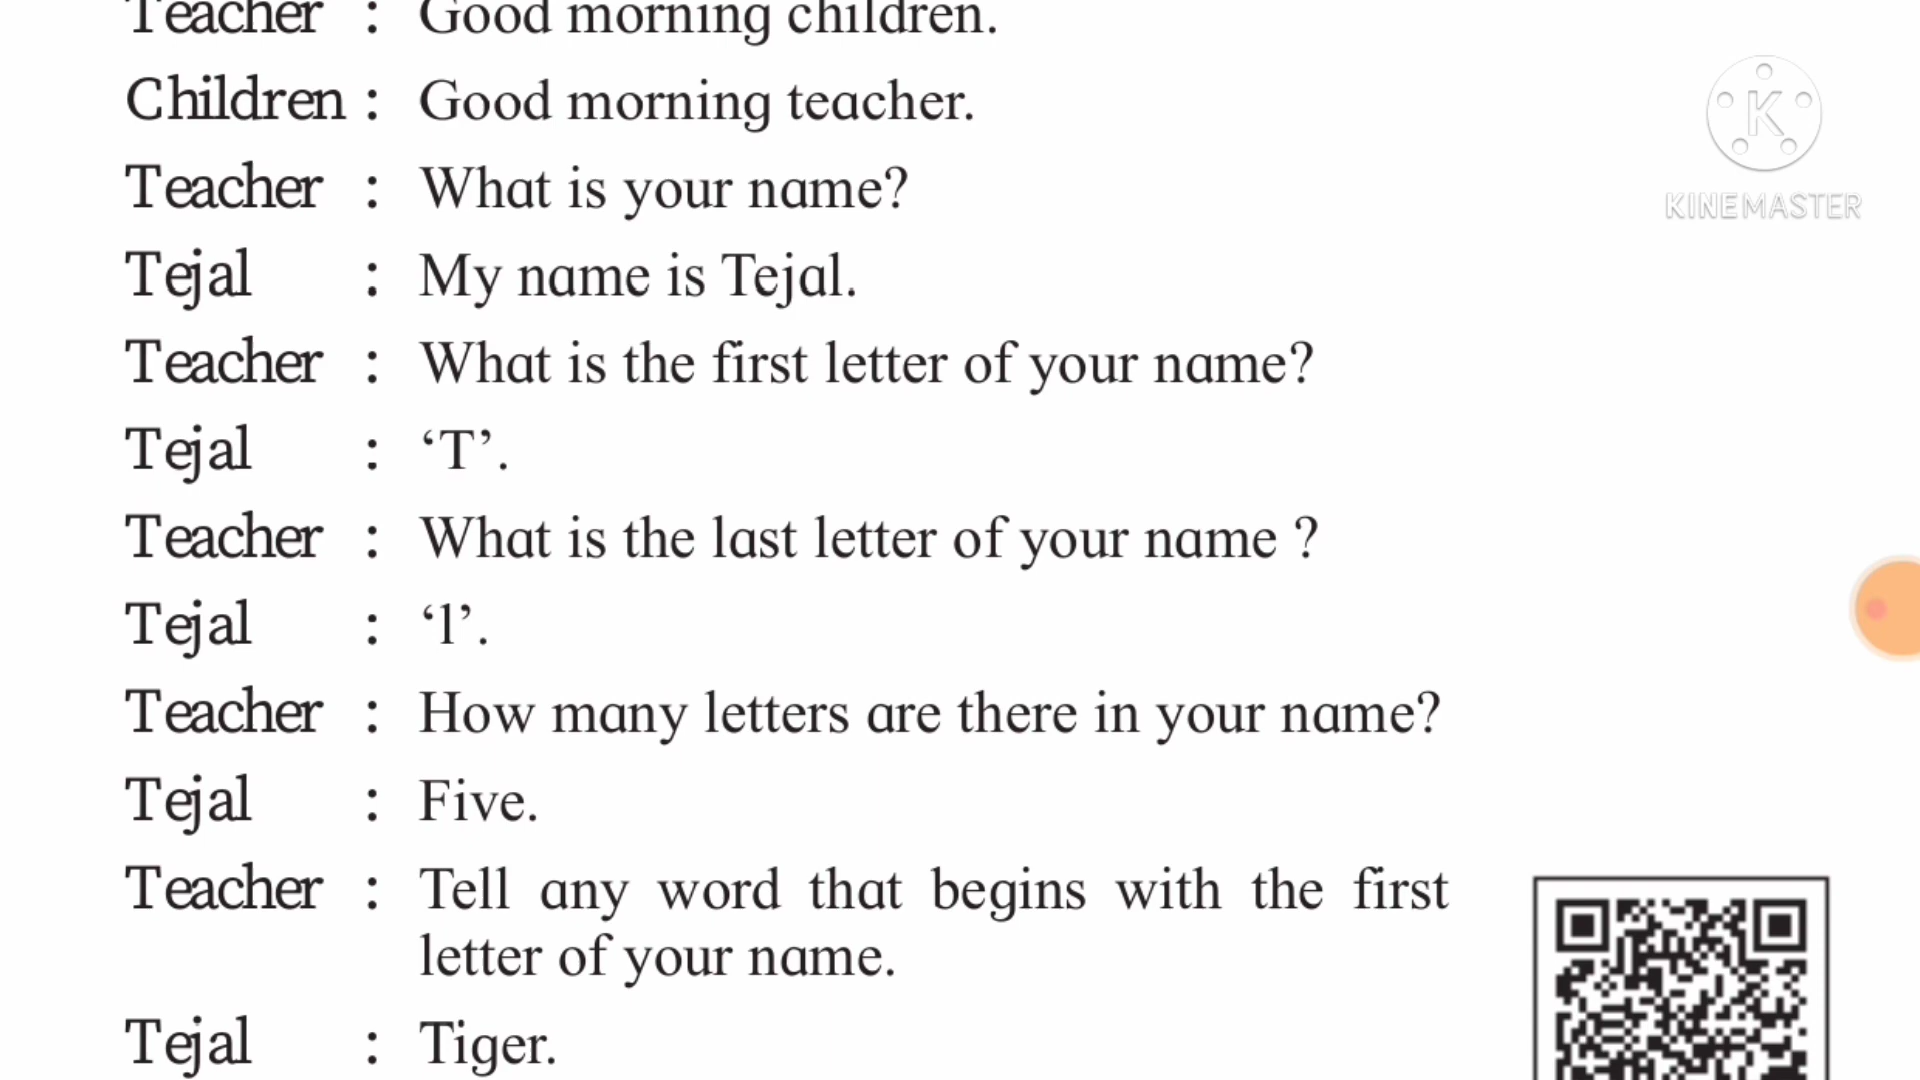 Teacher : Good morning children.
Children : Good morning teacher.
Teacher : What is your name?
Tejal : My name is Tejal.
Teacher : What is the first letter of your name?
Tejal : ‘T’.
Teacher : What is the last letter of your name ?
Tejal : ‘l’.
Teacher : How many letters are there in your name?
Tejal : Five.
Teacher : Tell any word that begins with the first
letter of your name.
Tejal : Tiger.
K
KINEMASTER